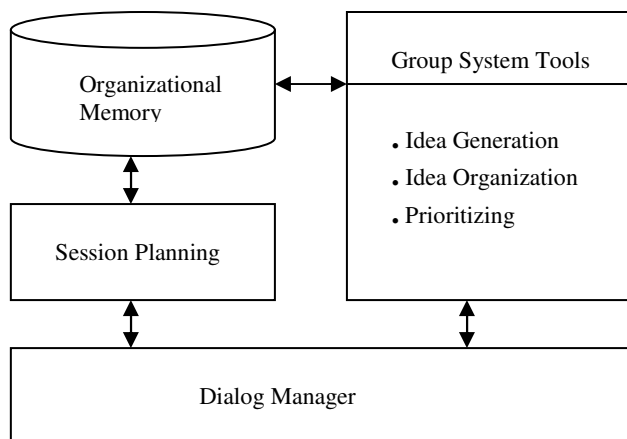 Organizational
Memory
Group System Tools
. Idea Generation
. Idea Organization
. Prioritizing
Session Planning
Dialog Manager